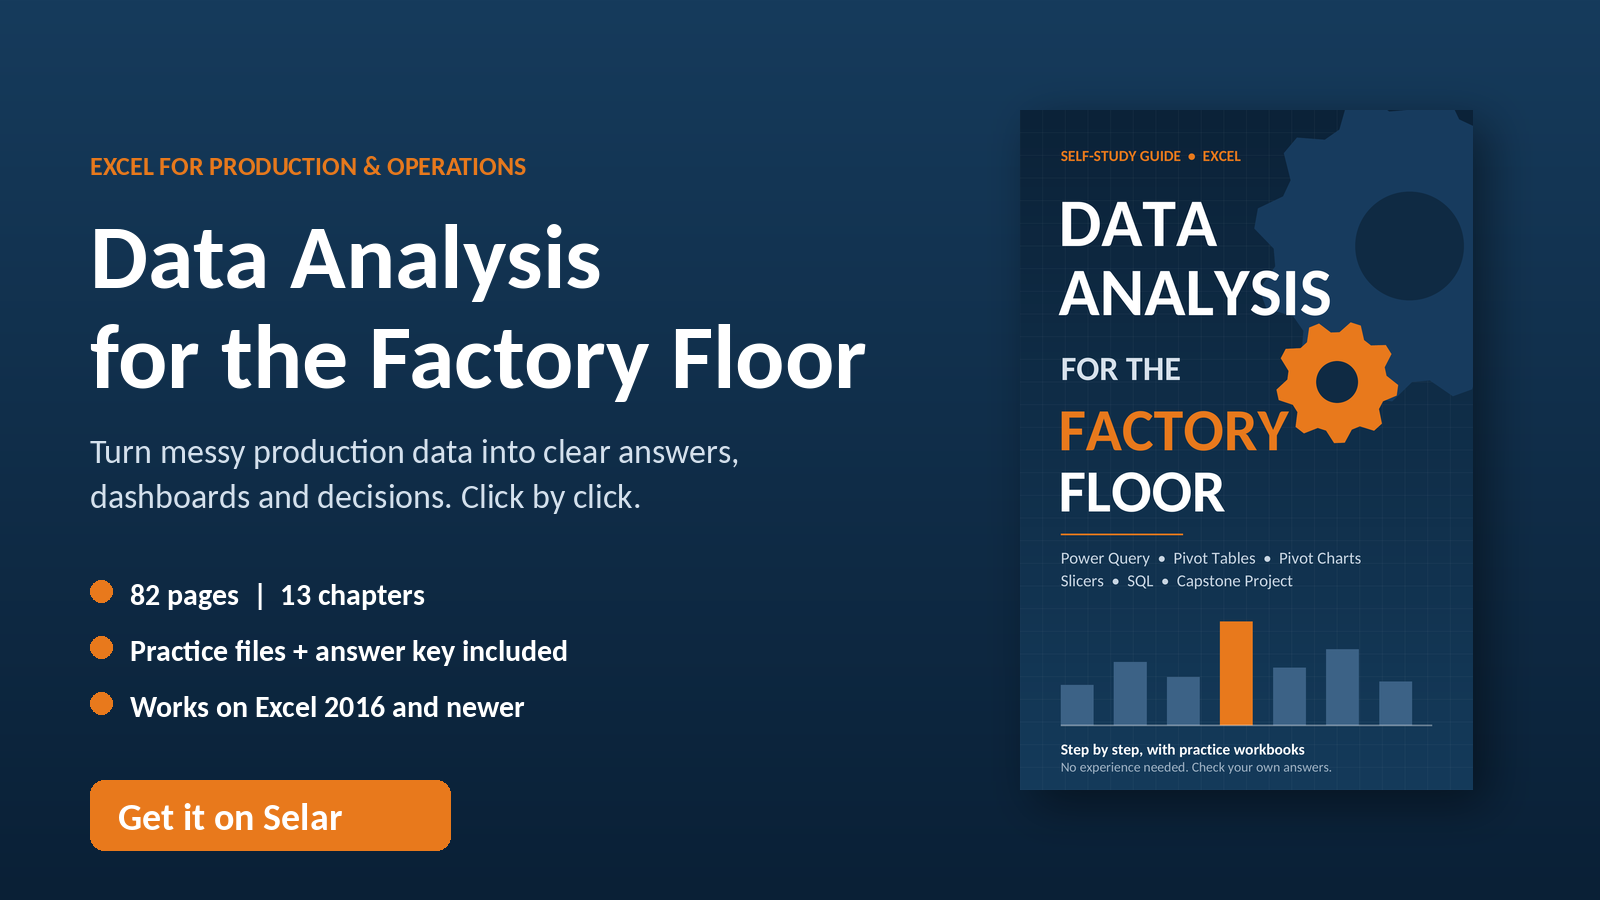 EXCEL FOR PRODUCTION & OPERATIONS
Data Analysis
for the Factory Floor
Turn messy production data into clear answers,
dashboards and decisions. Click by click.
82 pages | 13 chapters
Practice files + answer key included
Works on Excel 2016 and newer
Get it on Selar
SELF-STUDY GUIDE • EXCEL
DATA
ANALYSIS
FOR THE
FACTORY
FLOOR
Power Query • Pivot Tables • Pivot Charts
Slicers • SQL • Capstone Project
Step by step, with practice workbooks
No experience needed. Check your own answers.